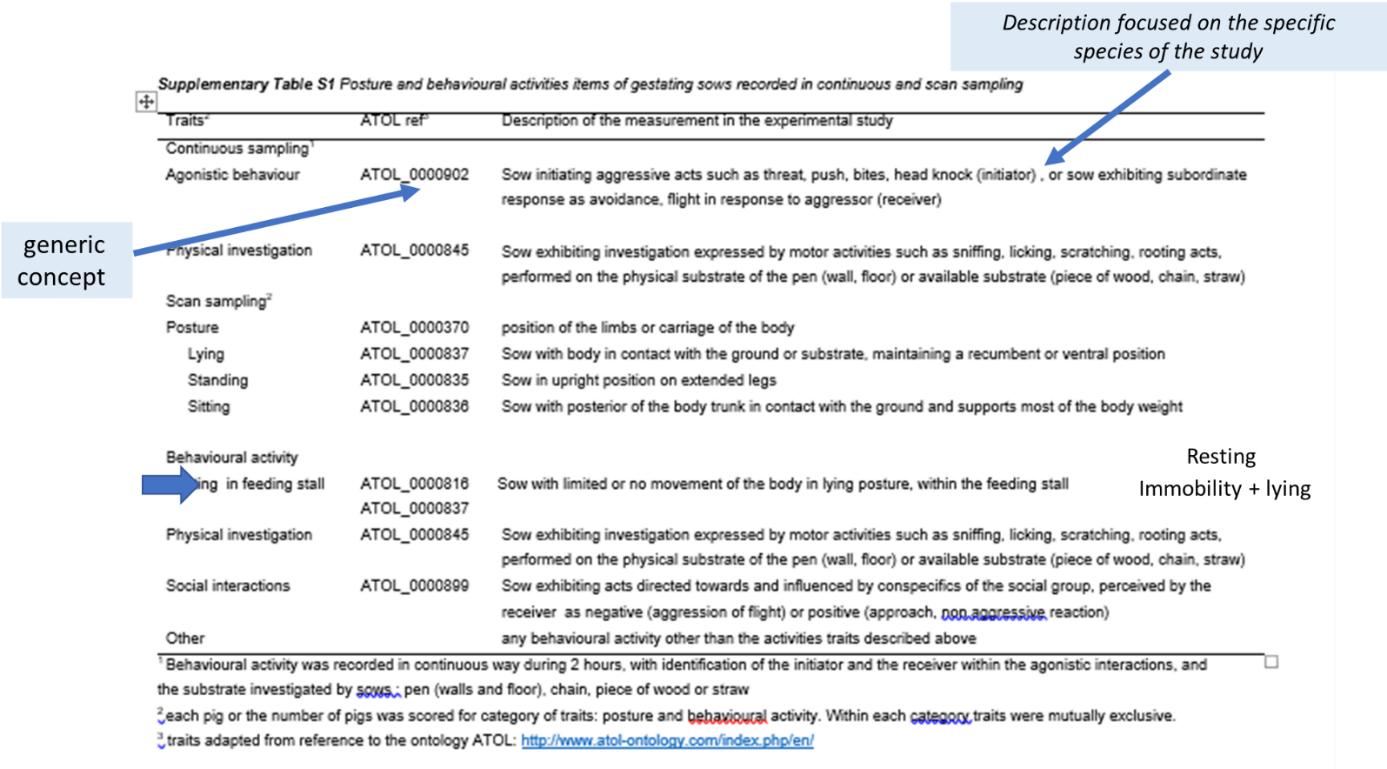 Description focused on the specific
species of the study
Supplementary Table S1 Posture and behavioural activities items of gestating sows recorded in continuous and scan sampling
Traits² ATOL ref³ Description of the measurement in the experimental study
Continuous sampling¹
Agonistic behaviour ATOL_0000902 Sow initiating aggressive acts such as threat, push, bites, head knock (initiator) , or sow exhibiting subordinate
response as avoidance, flight in response to aggressor (receiver)
generic
concept
Physical investigation ATOL_0000845 Sow exhibiting investigation expressed by motor activities such as sniffing, licking, scratching, rooting acts,
performed on the physical substrate of the pen (wall, floor) or available substrate (piece of wood, chain, straw)
Scan sampling²
Posture ATOL_0000370 position of the limbs or carriage of the body
Lying ATOL_0000837 Sow with body in contact with the ground or substrate, maintaining a recumbent or ventral position
Standing ATOL_0000835 Sow in upright position on extended legs
Sitting ATOL_0000836 Sow with posterior of the body trunk in contact with the ground and supports most of the body weight
Behavioural activity
in feeding stall ATOL_0000816 Sow with limited or no movement of the body in lying posture, within the feeding stall
ATOL_0000837
Resting
Immobility + lying
Physical investigation ATOL_0000845 Sow exhibiting investigation expressed by motor activities such as sniffing, licking, scratching, rooting acts,
performed on the physical substrate of the pen (wall, floor) or available substrate (piece of wood, chain, straw)
Social interactions ATOL_0000899 Sow exhibiting acts directed towards and influenced by conspecifics of the social group, perceived by the
receiver as negative (aggression of flight) or positive (approach, non aggressive reaction)
Other any behavioural activity other than the activities traits described above
¹ Behavioural activity was recorded in continuous way during 2 hours, with identification of the initiator and the receiver within the agonistic interactions, and
the substrate investigated by sows : pen (walls and floor), chain, piece of wood or straw
² each pig or the number of pigs was scored for category of traits: posture and behavioural activity. Within each category traits were mutually exclusive.
³ traits adapted from reference to the ontology ATOL: http://www.atol-ontology.com/index.php/en/